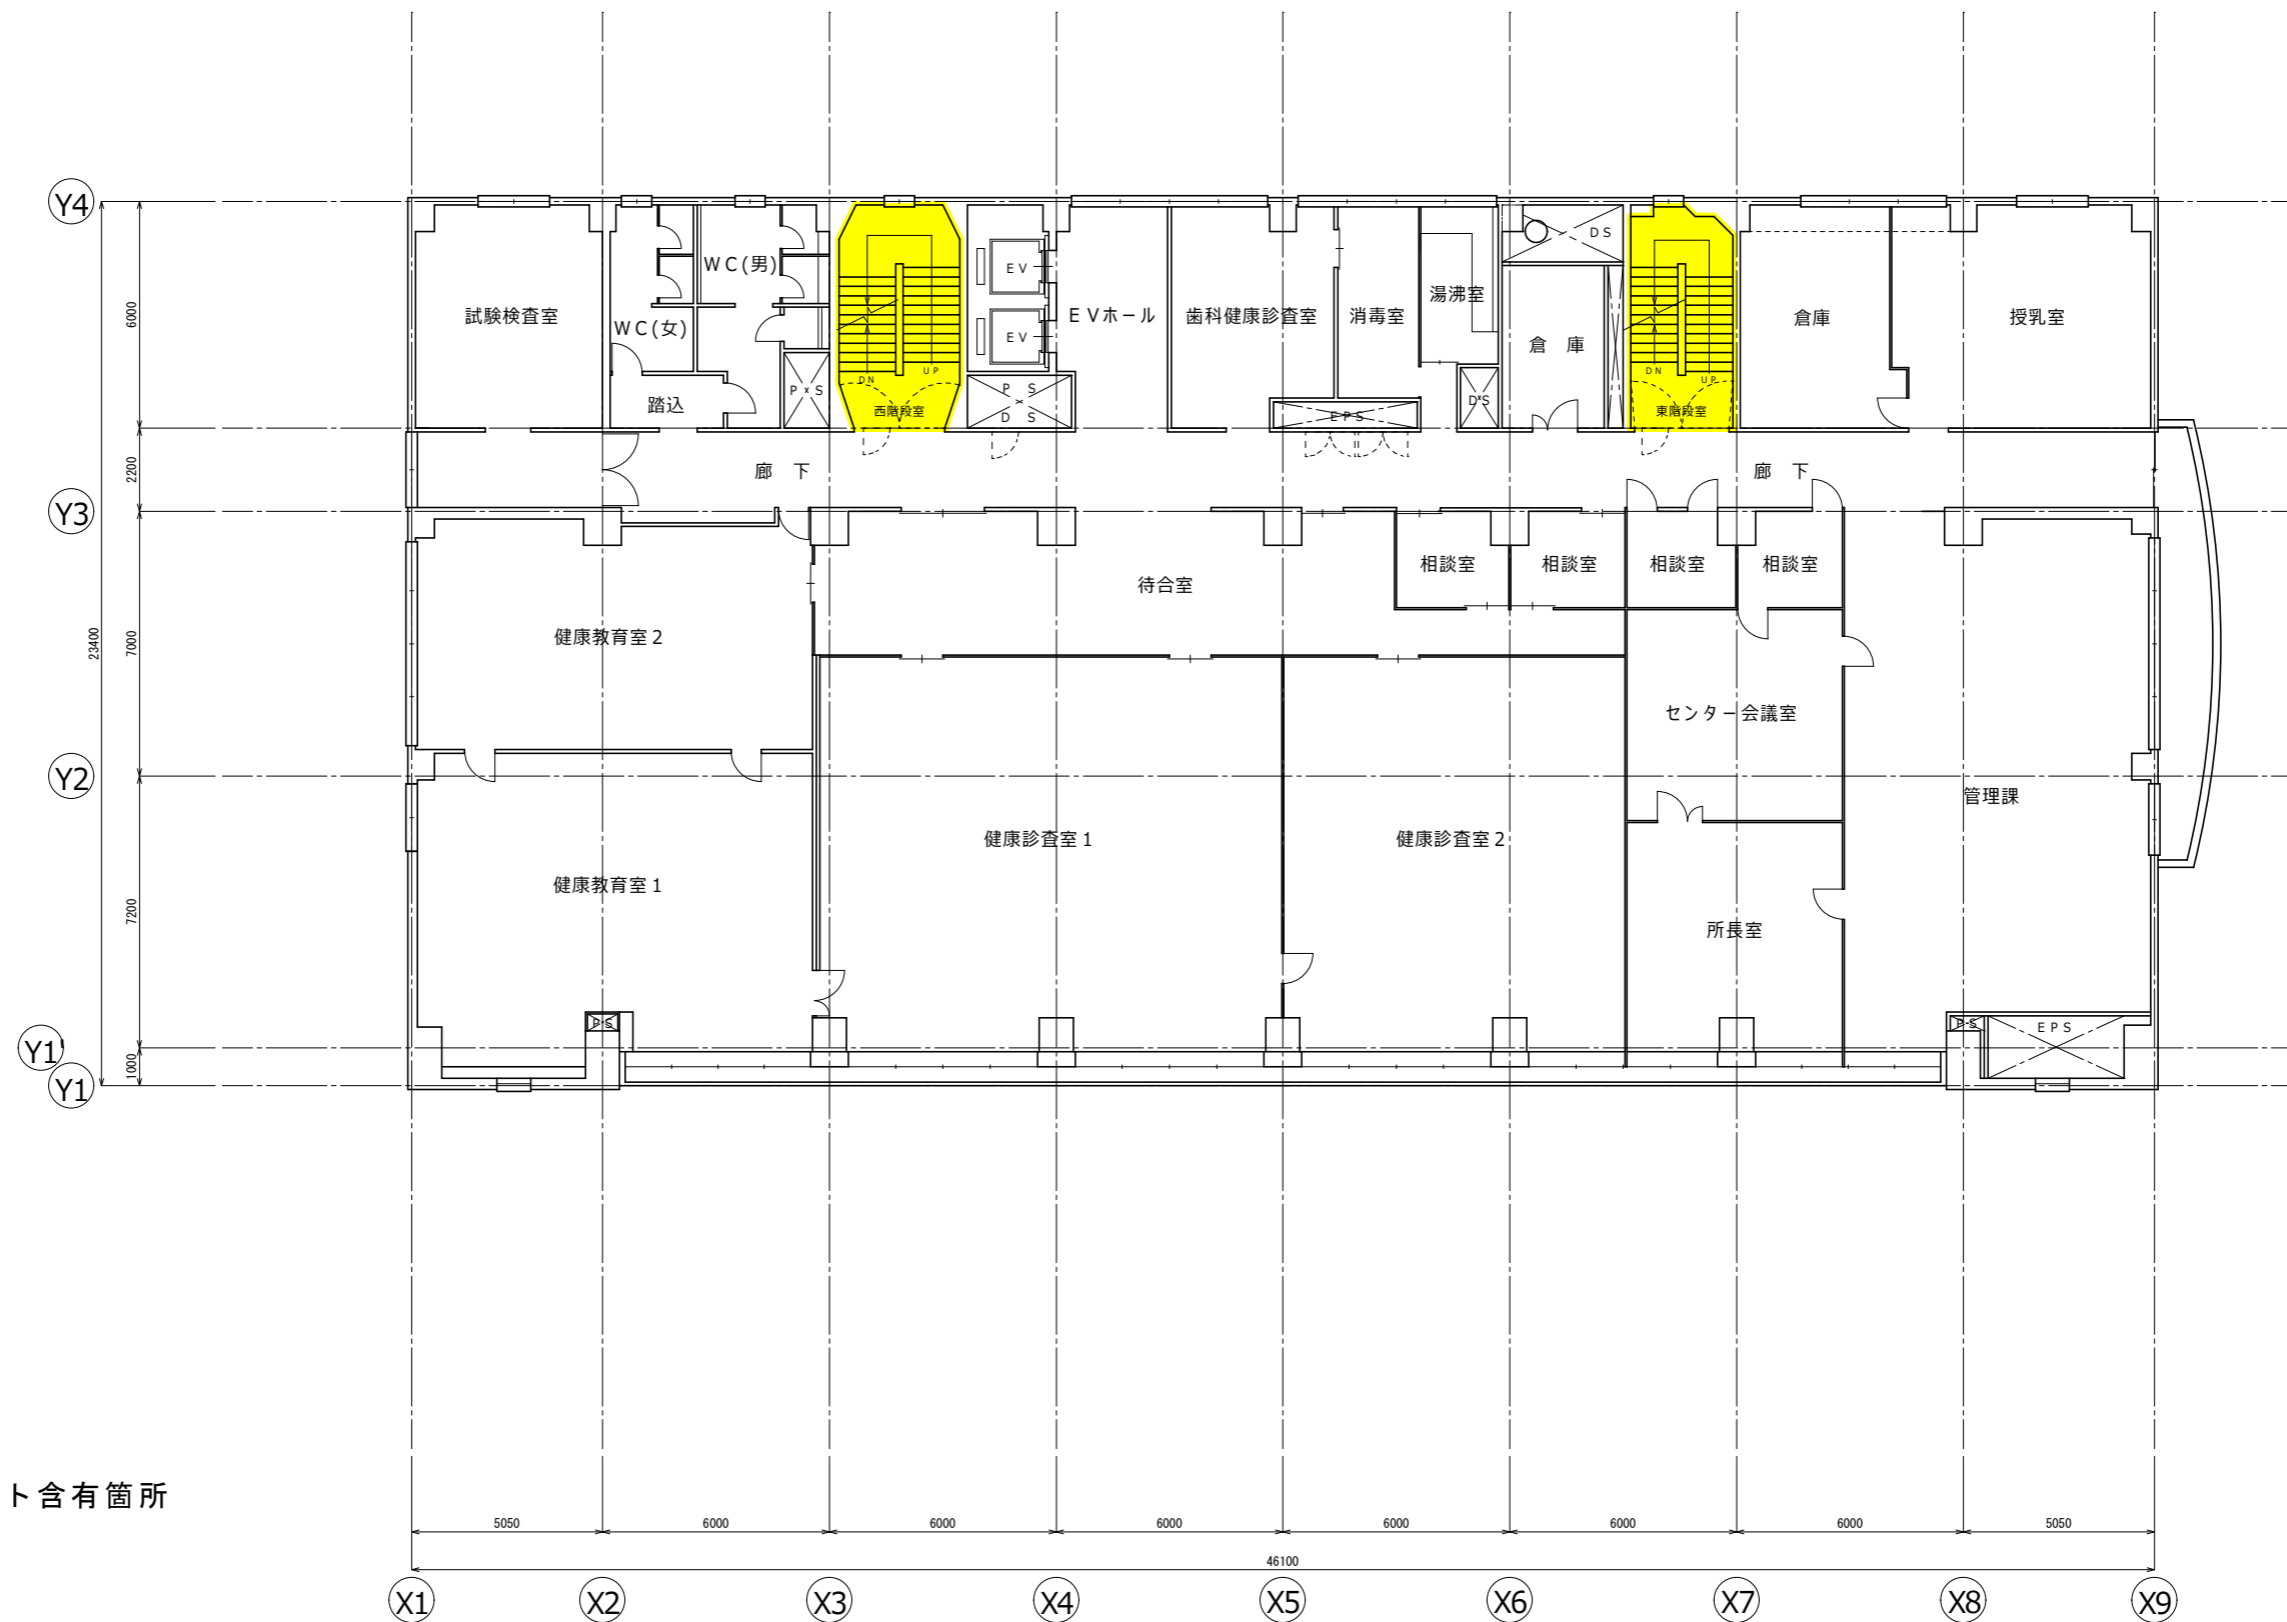 Y4
試験検査室
WC(女)
WC(男)
踏込
PS
DN
UP
西階段室
EV
EV
PS
DS
EVホール
歯科健康診査室
EPS
消毒室
湯沸室
DS
DS
倉 庫
DN
UP
東階段室
倉庫
授乳室
6000
2200
廊 下
廊 下
Y3
健康教育室2
待合室
相談室
相談室
相談室
相談室
7000
23400
センター会議室
Y2
管理課
健康教育室1
健康診査室1
健康診査室2
所長室
7200
PS
PS
EPS
Y1'
1000
Y1
ト含有箇所
5050
6000
6000
6000
6000
6000
6000
5050
46100
X1
X2
X3
X4
X5
X6
X7
X8
X9